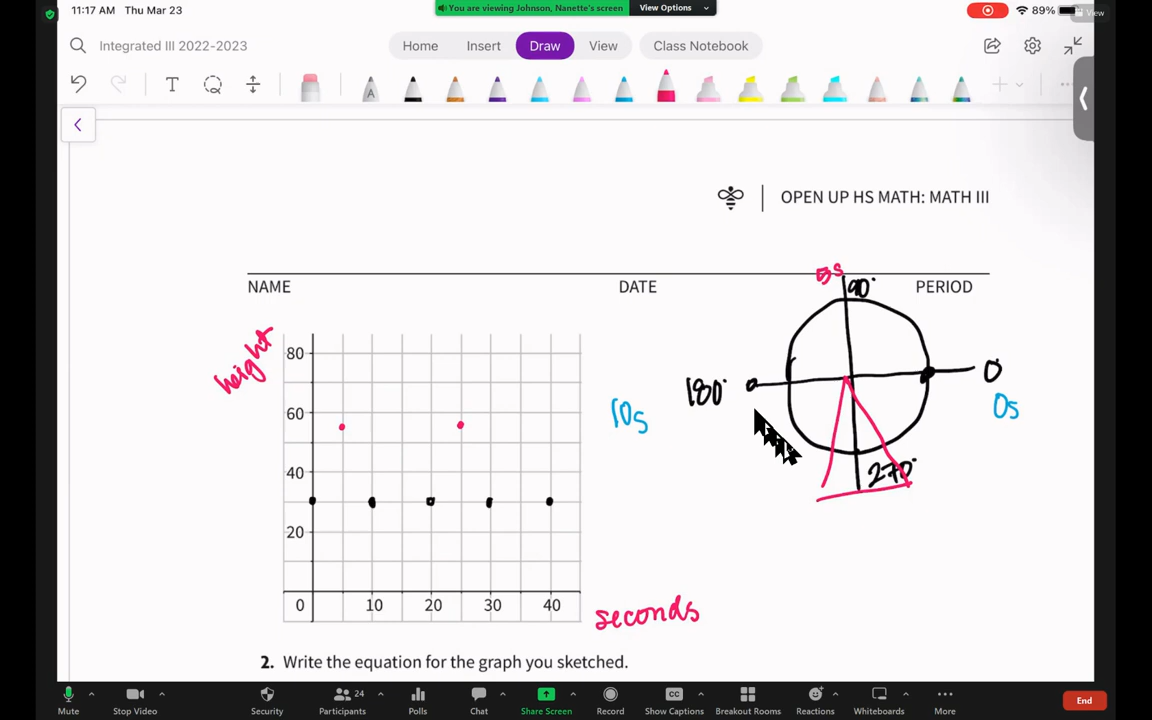 11:17 AM Thu Mar 23
You are viewing Johnson, Nanette's screen
View Options
89%
View
Integrated III 2022-2023
Home
Insert
Draw
View
Class Notebook
OPEN UP HS MATH: MATH III
NAME
DATE
PERIOD
5s
90°
height
80
60
40
20
0
10
20
30
40
seconds
180°
0
10s
0s
270°
2. Write the equation for the graph you sketched.
Mute
Stop Video
Security
24
Participants
Polls
Chat
Share Screen
Record
CC
Show Captions
Breakout Rooms
Reactions
Whiteboards
More
End